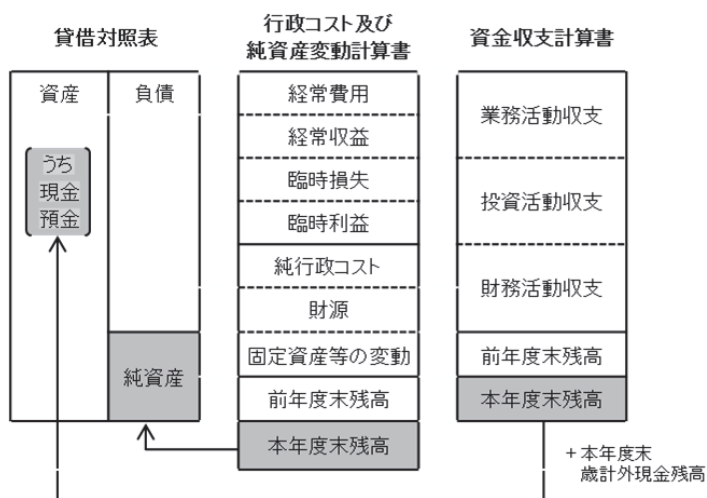 貸借対照表
資産
負債
うち
現金
預金
純資産
行政コスト及び
純資産変動計算書
経常費用
経常収益
臨時損失
臨時利益
純行政コスト
財源
固定資産等の変動
前年度末残高
本年度末残高
資金収支計算書
業務活動収支
投資活動収支
財務活動収支
前年度末残高
本年度末残高
+本年度末
歳計外現金残高